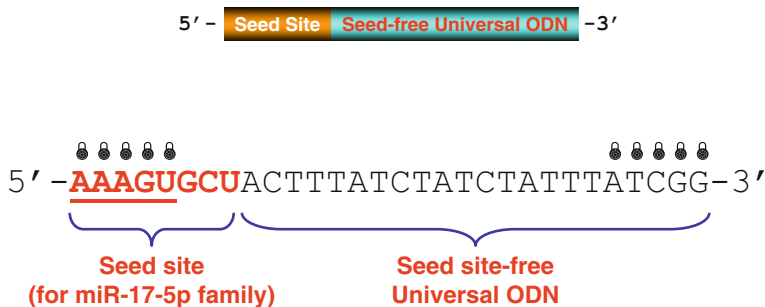 5′- Seed Site Seed-free Universal ODN -3′
5′-AAAGUGCUACTTTATCTATCTATTTATCGG-3′
Seed site Seed site-free
(for miR-17-5p family) Universal ODN